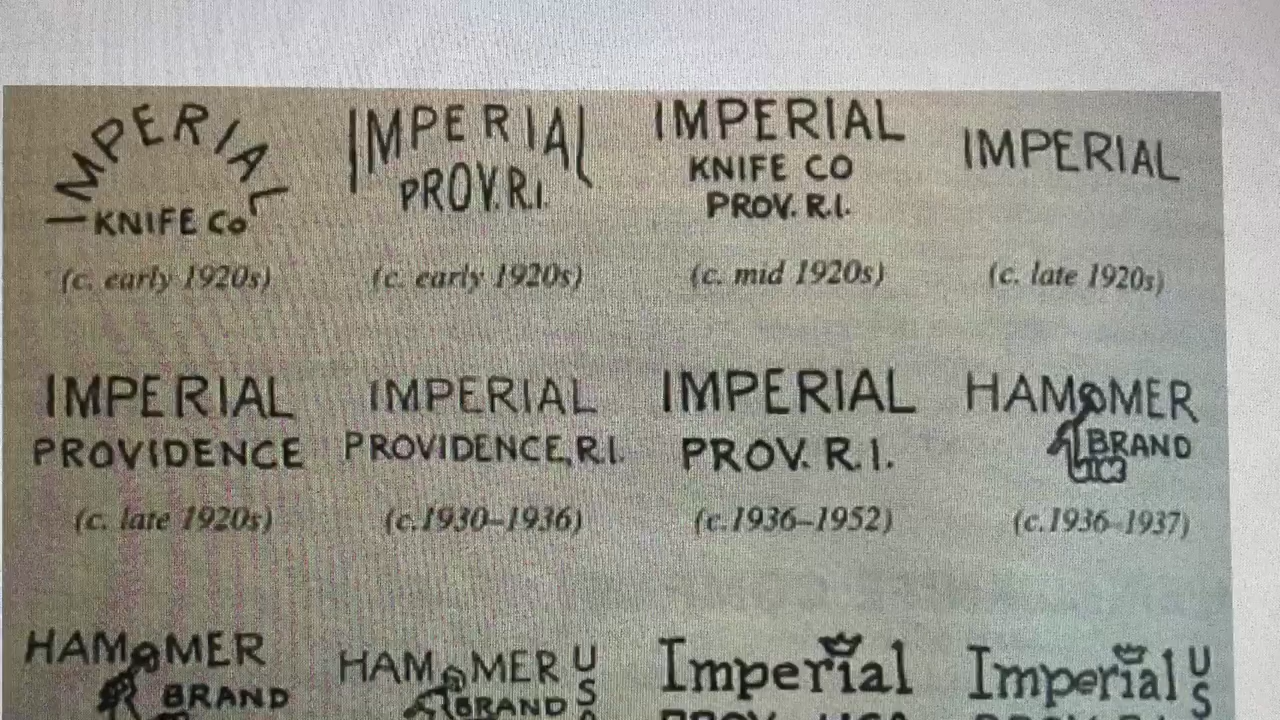 IMPERIAL
KNIFE Co
(c. early 1920s)
IMPERIAL
PROV. R.I.
(c. early 1920s)
IMPERIAL
KNIFE CO
PROV. R.I.
(c. mid 1920s)
IMPERIAL
(c. late 1920s)
IMPERIAL
PROVIDENCE
(c. late 1920s)
IMPERIAL
PROVIDENCE, R.I.
(c.1930–1936)
IMPERIAL
PROV. R.I.
(c.1936–1952)
HAMMER
BRAND
(c.1936–1937)
HAMMER
BRAND
HAMMER
BRAND
USA
Imperial
Imperial
US